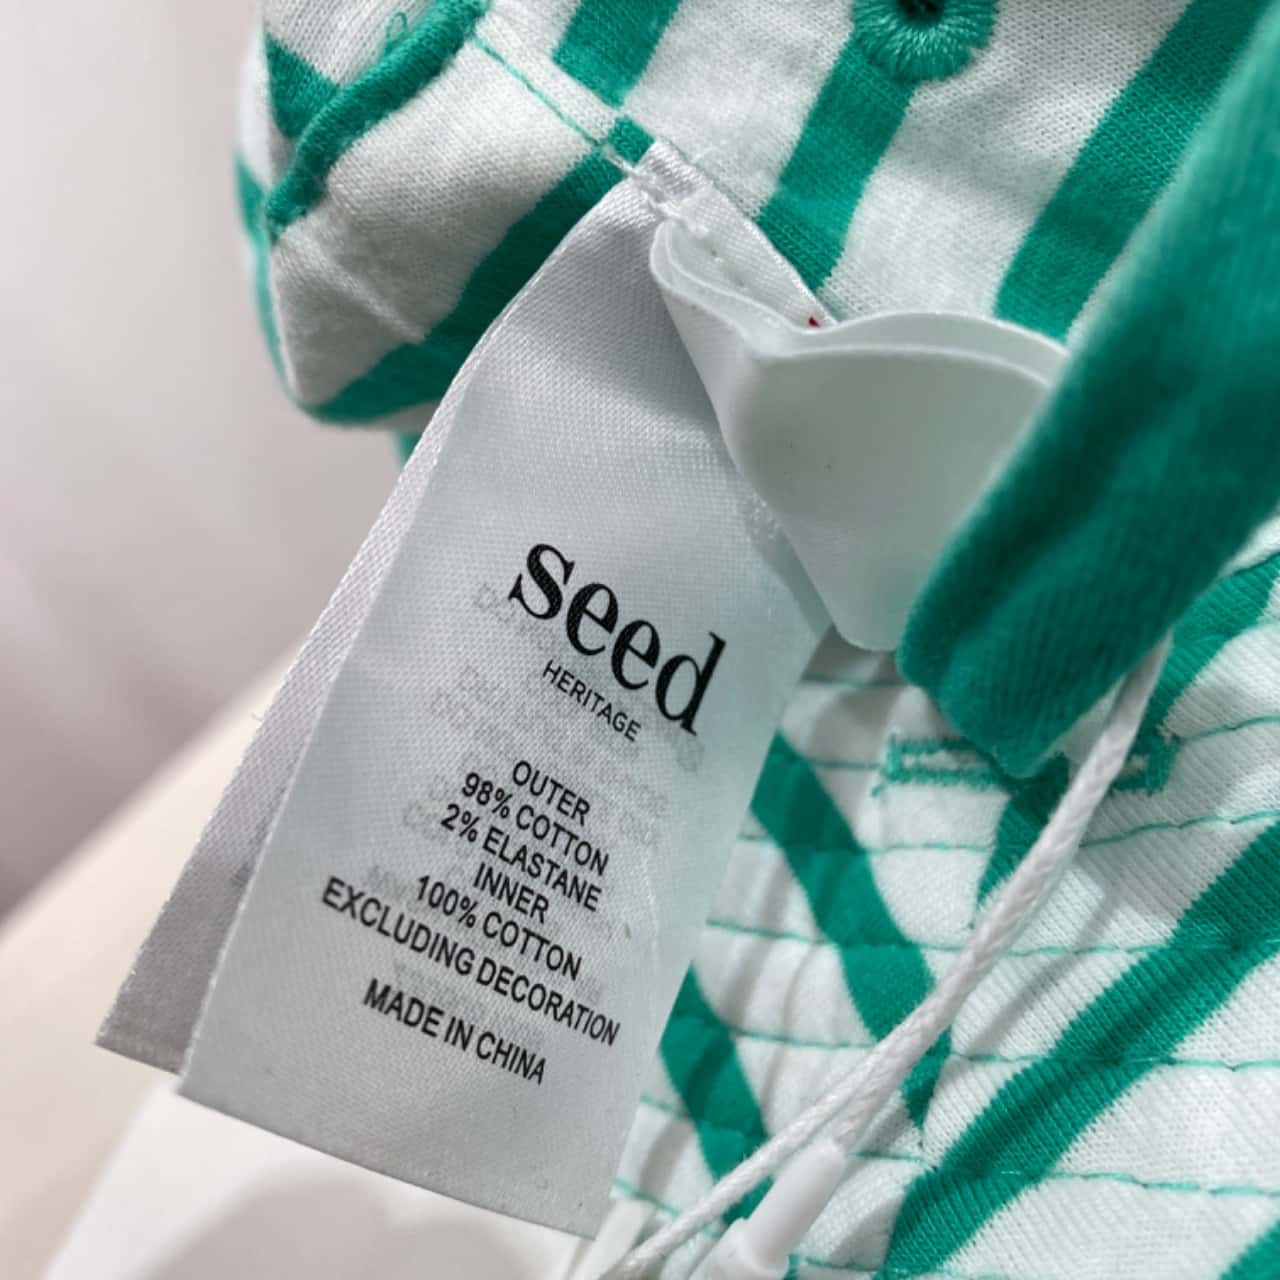 seed
HERITAGE
OUTER
98% COTTON
2% ELASTANE
INNER
100% COTTON
EXCLUDING DECORATION
MADE IN CHINA